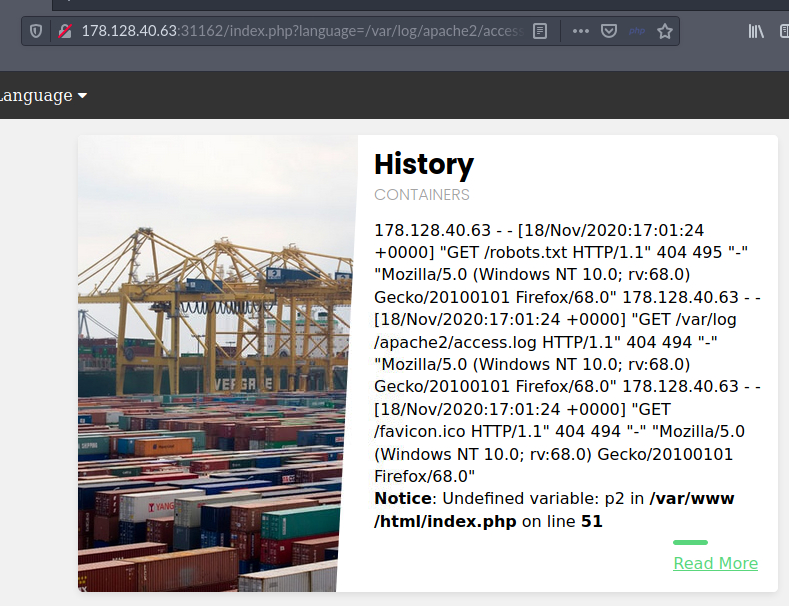 178.128.40.63:31162/index.php?language=/var/log/apache2/access
php
Language
History
CONTAINERS
178.128.40.63 - - [18/Nov/2020:17:01:24
+0000] "GET /robots.txt HTTP/1.1" 404 495 "-"
"Mozilla/5.0 (Windows NT 10.0; rv:68.0)
Gecko/20100101 Firefox/68.0" 178.128.40.63 - -
[18/Nov/2020:17:01:24 +0000] "GET /var/log
/apache2/access.log HTTP/1.1" 404 494 "-"
"Mozilla/5.0 (Windows NT 10.0; rv:68.0)
Gecko/20100101 Firefox/68.0" 178.128.40.63 - -
[18/Nov/2020:17:01:24 +0000] "GET
/favicon.ico HTTP/1.1" 404 494 "-" "Mozilla/5.0
(Windows NT 10.0; rv:68.0) Gecko/20100101
Firefox/68.0"
Notice: Undefined variable: p2 in /var/www
/html/index.php on line 51
Read More